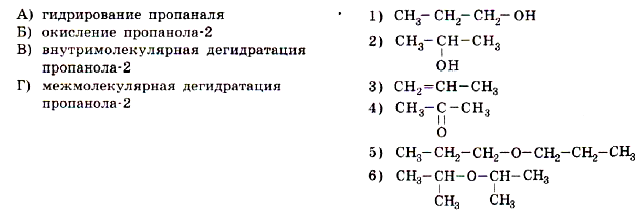 А) гидрирование пропаналя
Б) окисление пропанола-2
В) внутримолекулярная дегидратация
пропанола-2
Г) межмолекулярная дегидратация
пропанола-2
1) CH₃−CH₂−CH₂−OH
2) CH₃−CH−CH₃
OH
3) CH₂=CH−CH₃
4) CH₃−C−CH₃
O
5) CH₃−CH₂−CH₂−O−CH₂−CH₂−CH₃
6) CH₃−CH−O−CH−CH₃
CH₃ CH₃